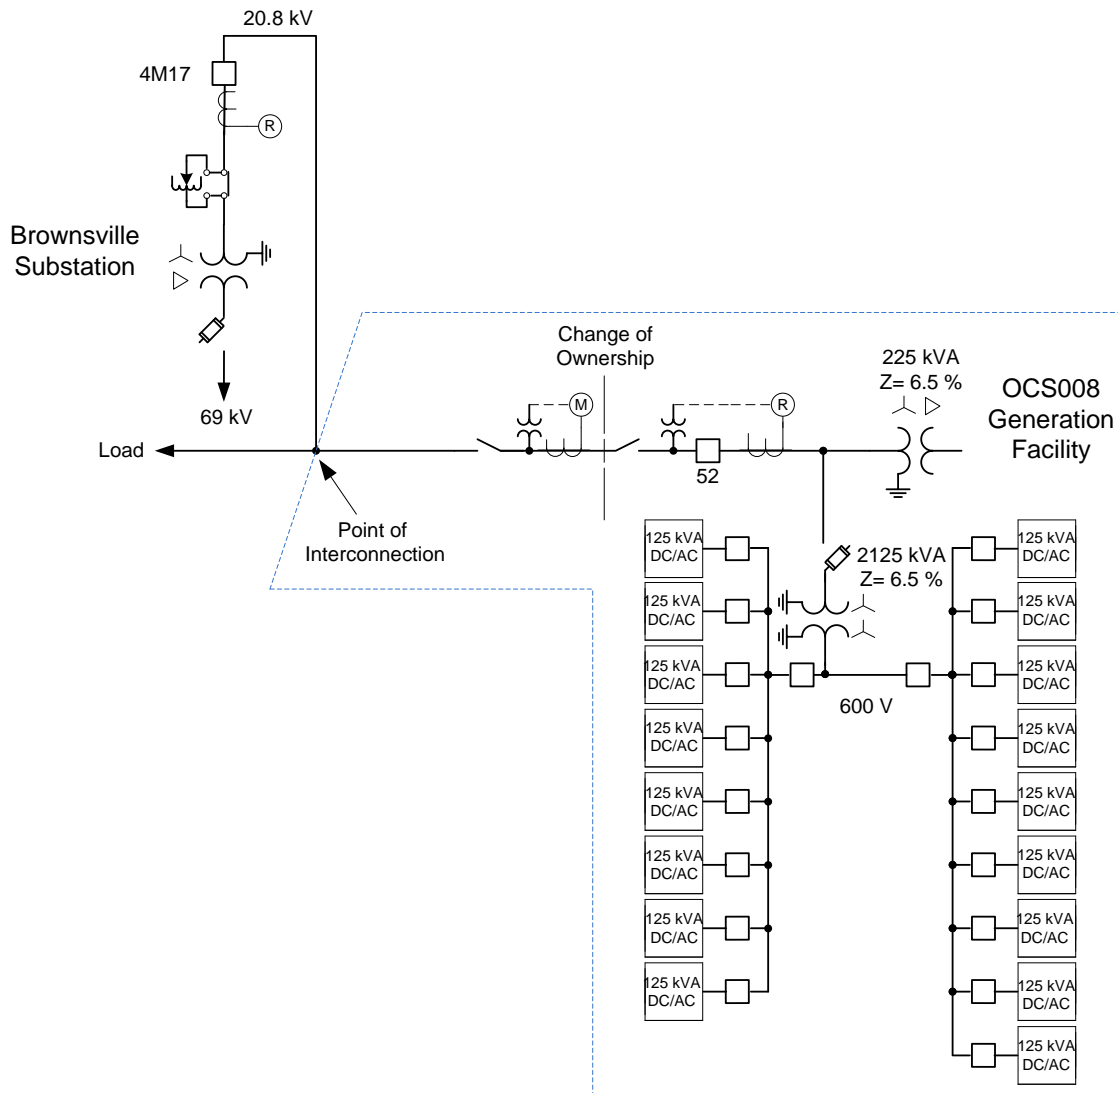 20.8 kV
4M17
R
Brownsville
Substation
69 kV
Load
Point of
Interconnection
Change of
Ownership
M
R
52
225 kVA
Z= 6.5 %
OCS008
Generation
Facility
2125 kVA
Z= 6.5 %
600 V
125 kVA
DC/AC
125 kVA
DC/AC
125 kVA
DC/AC
125 kVA
DC/AC
125 kVA
DC/AC
125 kVA
DC/AC
125 kVA
DC/AC
125 kVA
DC/AC
125 kVA
DC/AC
125 kVA
DC/AC
125 kVA
DC/AC
125 kVA
DC/AC
125 kVA
DC/AC
125 kVA
DC/AC
125 kVA
DC/AC
125 kVA
DC/AC
125 kVA
DC/AC